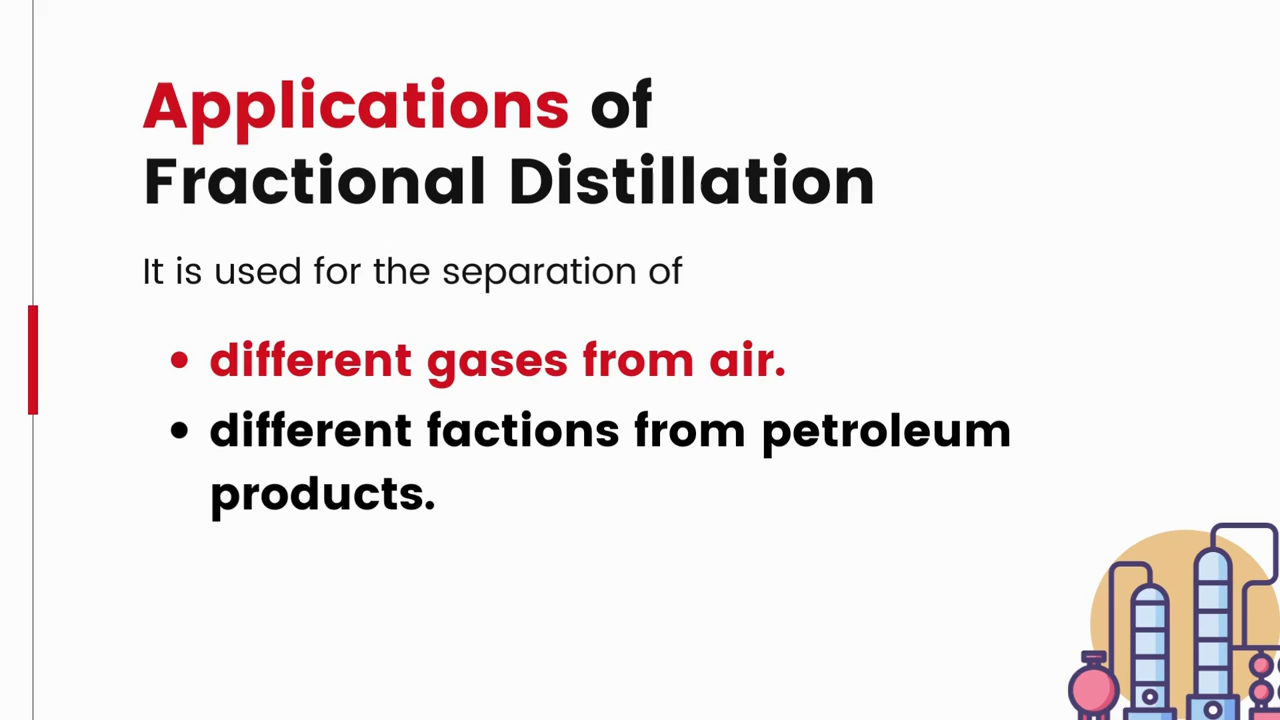 Applications of
Fractional Distillation
It is used for the separation of
• different gases from air.
• different factions from petroleum
products.